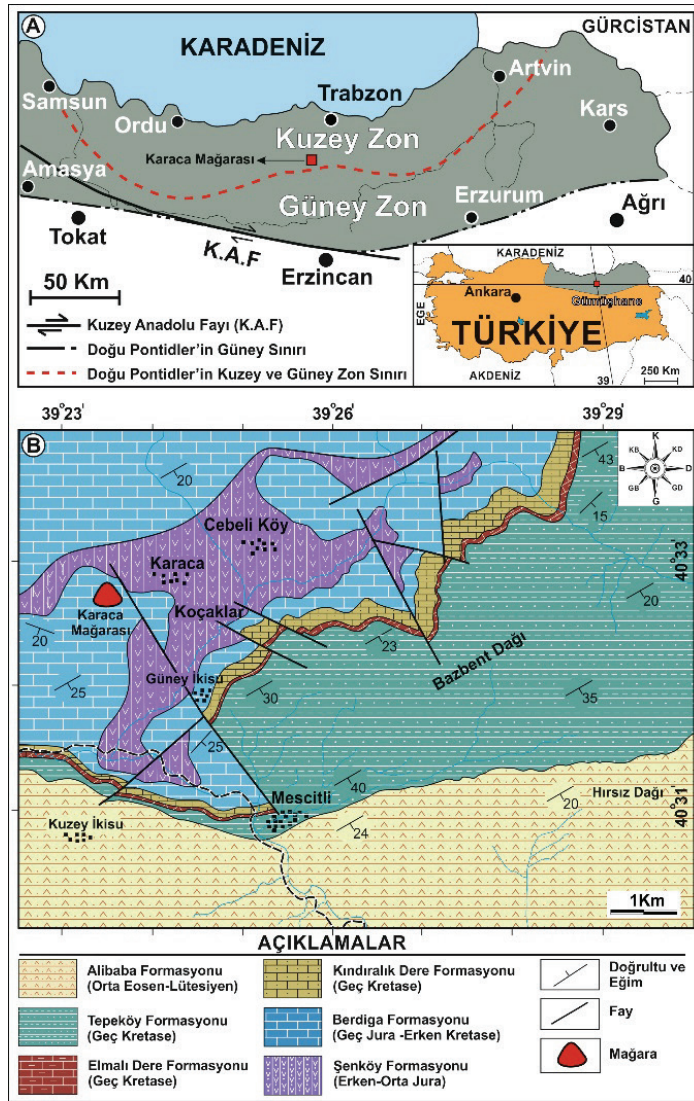 A
KARADENİZ
GÜRCİSTAN
Artvin
Samsun
Trabzon
Ordu
Kuzey Zon
Kars
Karaca Mağarası
Amasya
Güney Zon
Erzurum
Ağrı
Tokat
K.A.F
Erzincan
50 Km
Kuzey Anadolu Fayı (K.A.F)
Doğu Pontidler'in Güney Sınırı
Doğu Pontidler'in Kuzey ve Güney Zon Sınırı
KARADENİZ
40
Ankara
Gümüşhane
EGE
TÜRKİYE
AKDENİZ
39
250 Km
39°23'
39°26'
39°29'
B
K
KB
KD
B
D
GB
GD
G
43
20
15
Cebeli Köy
40°33'
Karaca
Karaca
Mağarası
Koçaklar
20
20
23
Bazbent Dağı
Güney İkisu
25
30
35
25
40
Hırsız Dağı
40°31'
Mescitli
20
Kuzey İkisu
24
1Km
AÇIKLAMALAR
Alibaba Formasyonu
(Orta Eosen-Lütesiyen)
Kındıralık Dere Formasyonu
(Geç Kretase)
Doğrultu ve
Eğim
Tepeköy Formasyonu
(Geç Kretase)
Berdiga Formasyonu
(Geç Jura -Erken Kretase)
Fay
Elmalı Dere Formasyonu
(Geç Kretase)
Şenköy Formasyonu
(Erken-Orta Jura)
Mağara